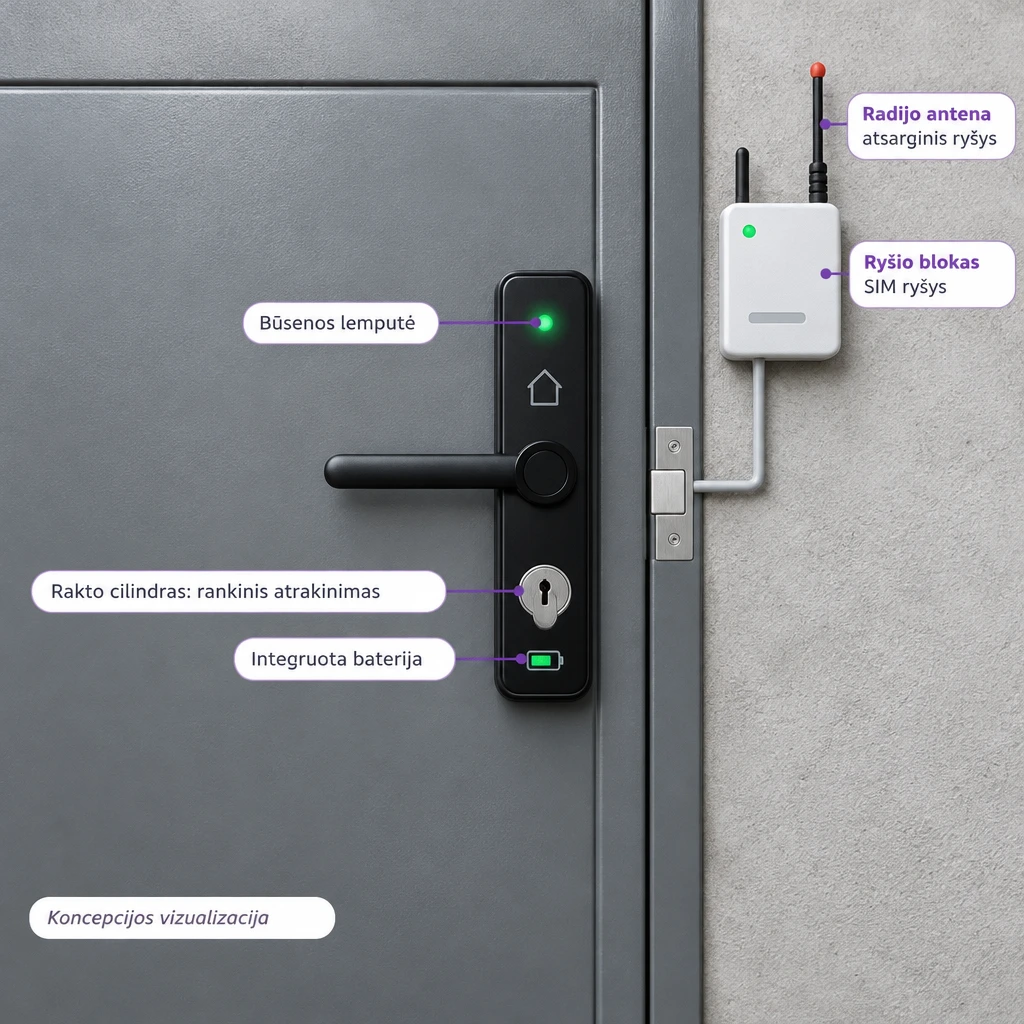 Radijo antena
atsarginis ryšys
Ryšio blokas
SIM ryšys
Būsenos lemputė
Rakto cilindras: rankinis atrakinimas
Integruota baterija
Koncepcijos vizualizacija